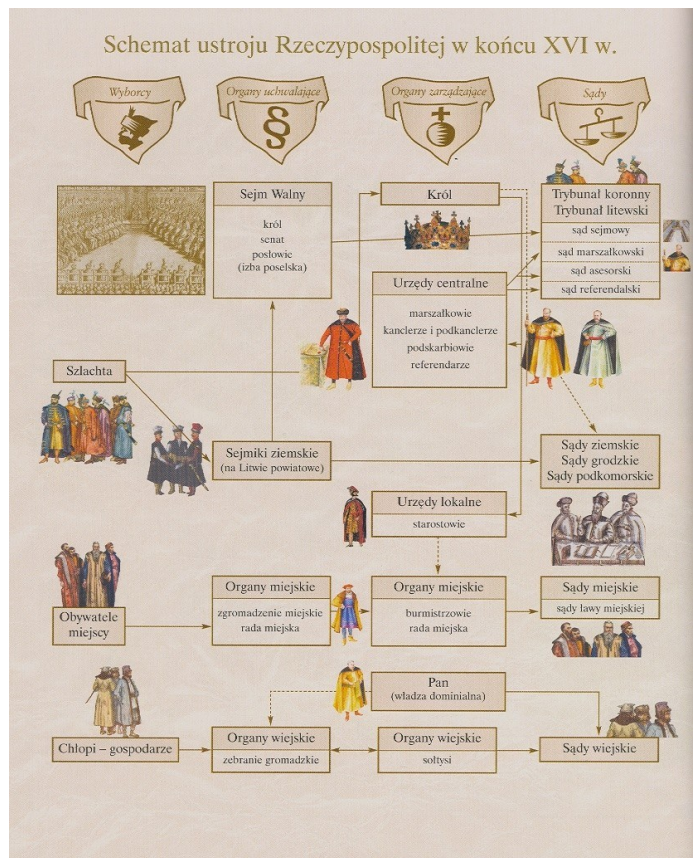 Schemat ustroju Rzeczypospolitej w końcu XVI w.
Wyborcy
Organy uchwalające
Organy zarządzające
Sądy
Sejm Walny
król
senat
posłowie
(izba poselska)
Król
Trybunał koronny
Trybunał litewski
sąd sejmowy
sąd marszałkowski
sąd asesorski
sąd referendalski
Urzędy centralne
marszałkowie
kanclerze i podkanclerze
podskarbiowie
referendarze
Szlachta
Sejmiki ziemskie
(na Litwie powiatowe)
Sądy ziemskie
Sądy grodzkie
Sądy podkomorskie
Urzędy lokalne
starostowie
Obywatele
miejscy
Organy miejskie
zgromadzenie miejskie
rada miejska
Organy miejskie
burmistrzowie
rada miejska
Sądy miejskie
sądy ławy miejskiej
Pan
(władza dominialna)
Chłopi – gospodarze
Organy wiejskie
zebranie gromadzkie
Organy wiejskie
sołtysi
Sądy wiejskie